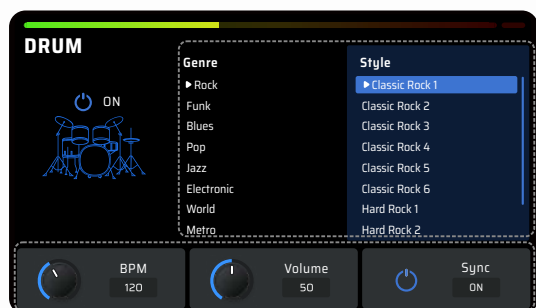 DRUM
ON
Genre
Rock
Funk
Blues
Pop
Jazz
Electronic
World
Metro
Style
Classic Rock 1
Classic Rock 2
Classic Rock 3
Classic Rock 4
Classic Rock 5
Classic Rock 6
Hard Rock 1
Hard Rock 2
BPM
120
Volume
50
Sync
ON